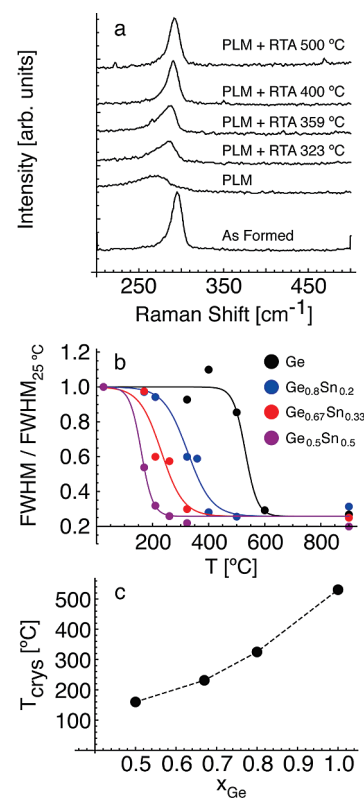 a
PLM + RTA 500 ºC
PLM + RTA 400 ºC
PLM + RTA 359 ºC
PLM + RTA 323 ºC
PLM
As Formed
Intensity [arb. units]
250 350 450
Raman Shift [cm-1]
b
Ge
Ge0.8Sn0.2
Ge0.67Sn0.33
Ge0.5Sn0.5
FWHM / FWHM25 ºC
1.2
1.0
0.8
0.6
0.4
0.2
200 400 600 800
T [ºC]
c
Tcrys [ºC]
500
400
300
200
100
0.5 0.6 0.7 0.8 0.9 1.0
xGe